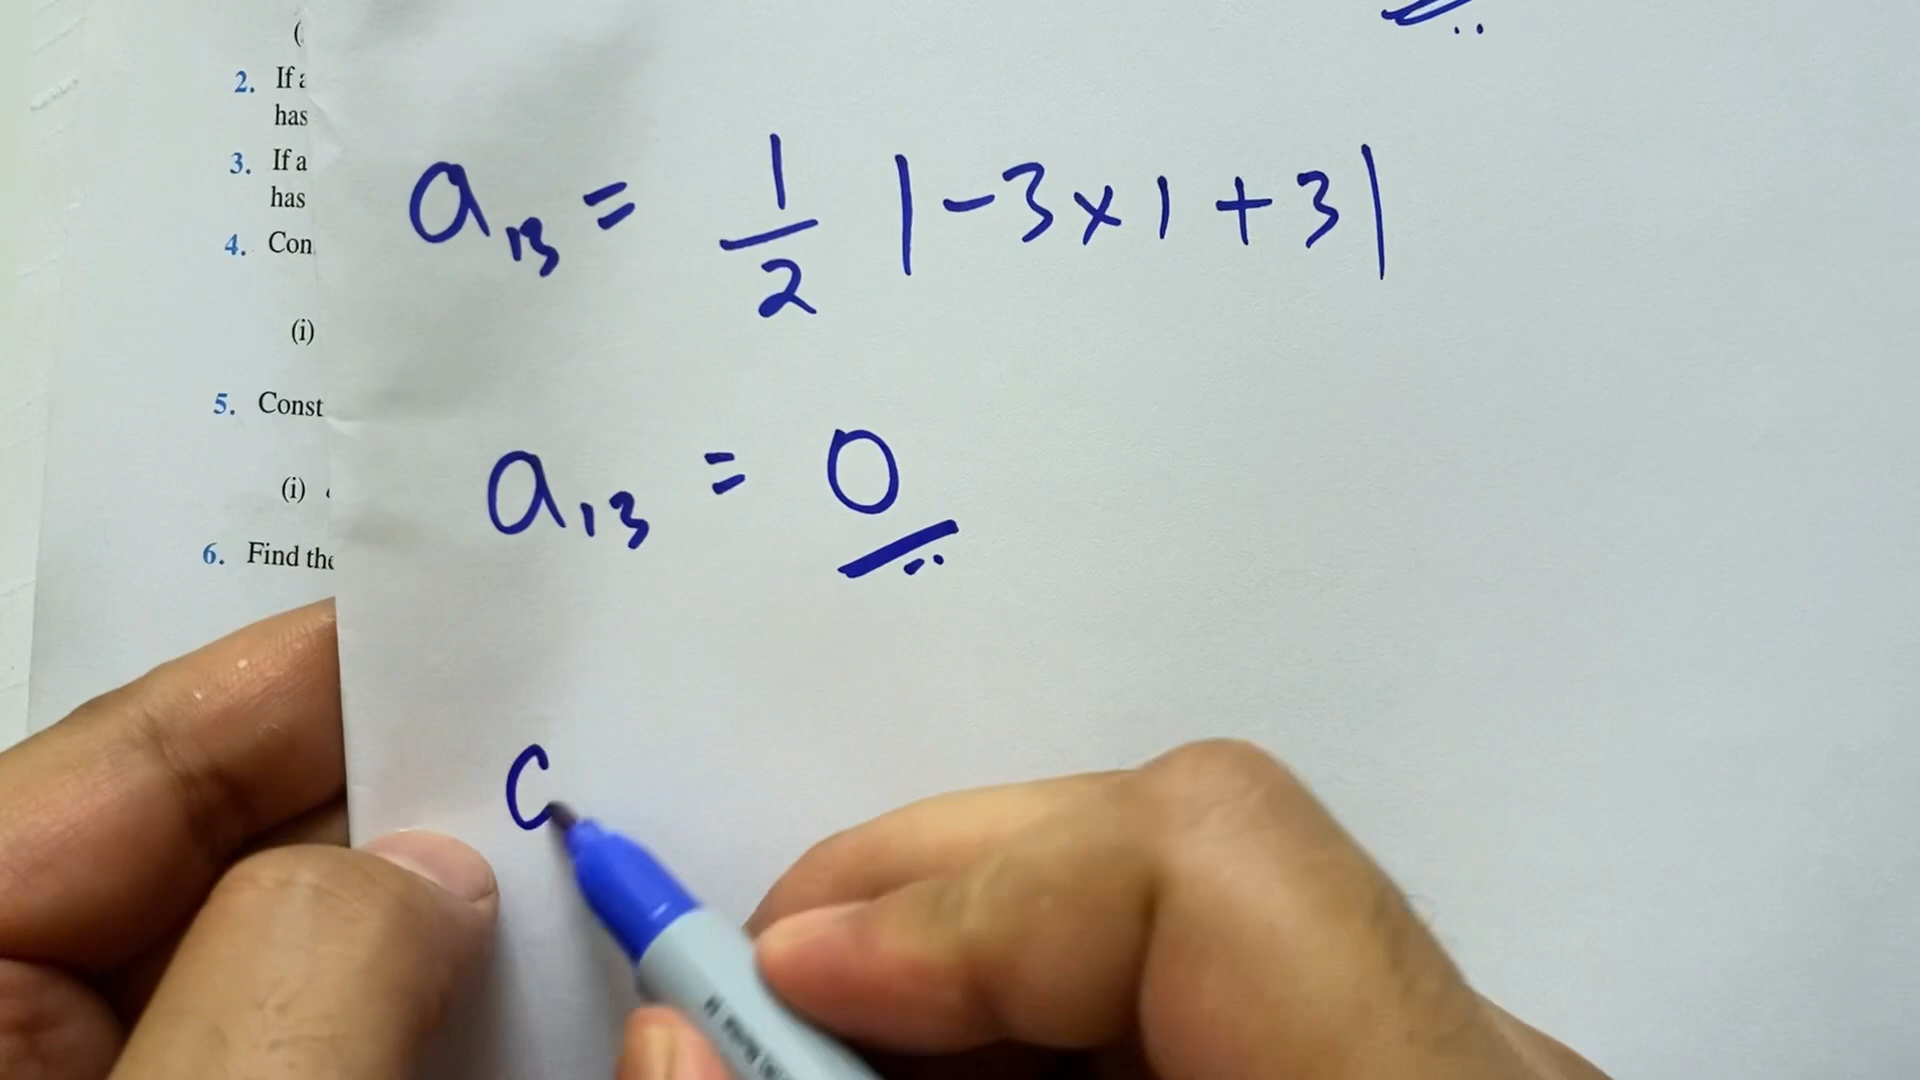 (
2. If a
has
3. If a
has
4. Con
(i)
5. Const
(i)
6. Find the
a₁₃ = 1/2 |-3×1+3|
a₁₃ = 0
a